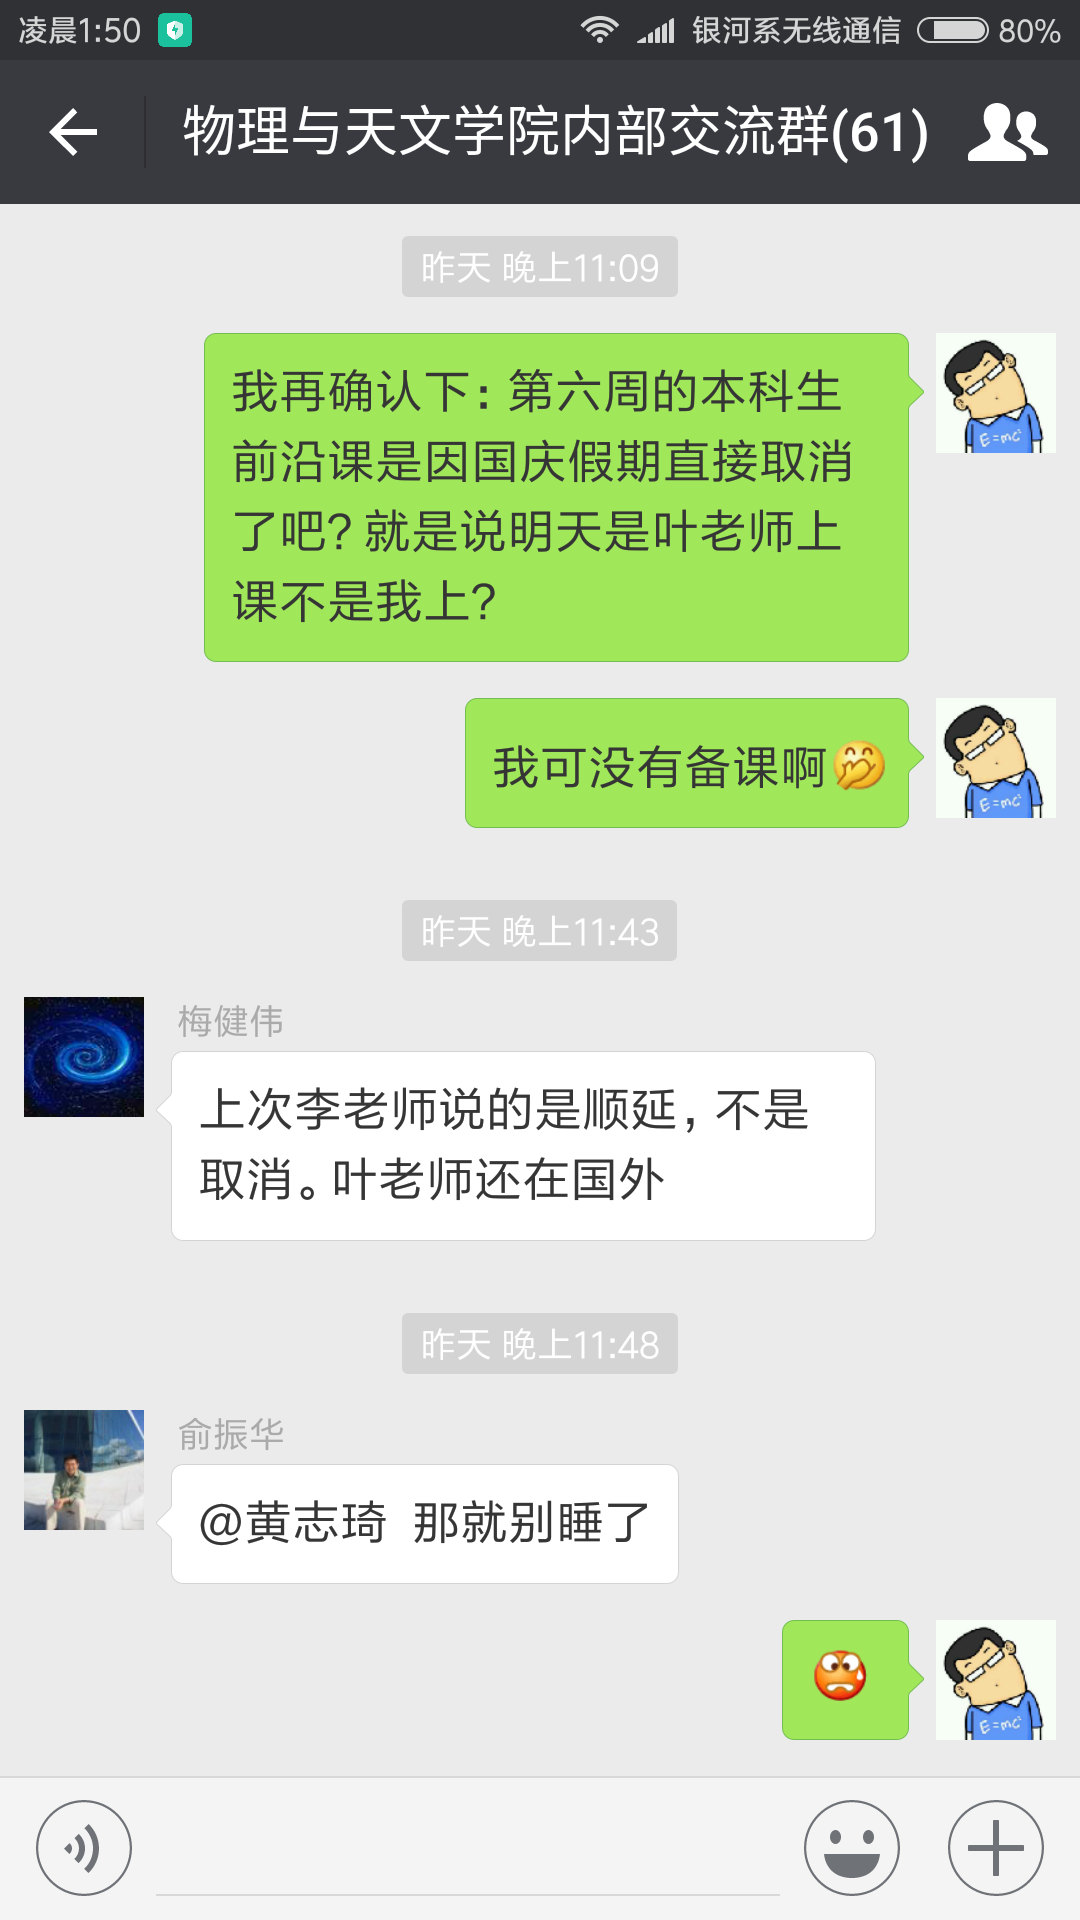 凌晨1:50 银河系无线通信 80%
物理与天文学院内部交流群(61)
昨天 晚上11:09
我再确认下：第六周的本科生
前沿课是因国庆假期直接取消
了吧？就是说明天是叶老师上
课不是我上？
E=mc²
我可没有备课啊🤭
E=mc²
昨天 晚上11:43
梅健伟
上次李老师说的是顺延，不是
取消。叶老师还在国外
昨天 晚上11:48
俞振华
@黄志琦 那就别睡了
E=mc²